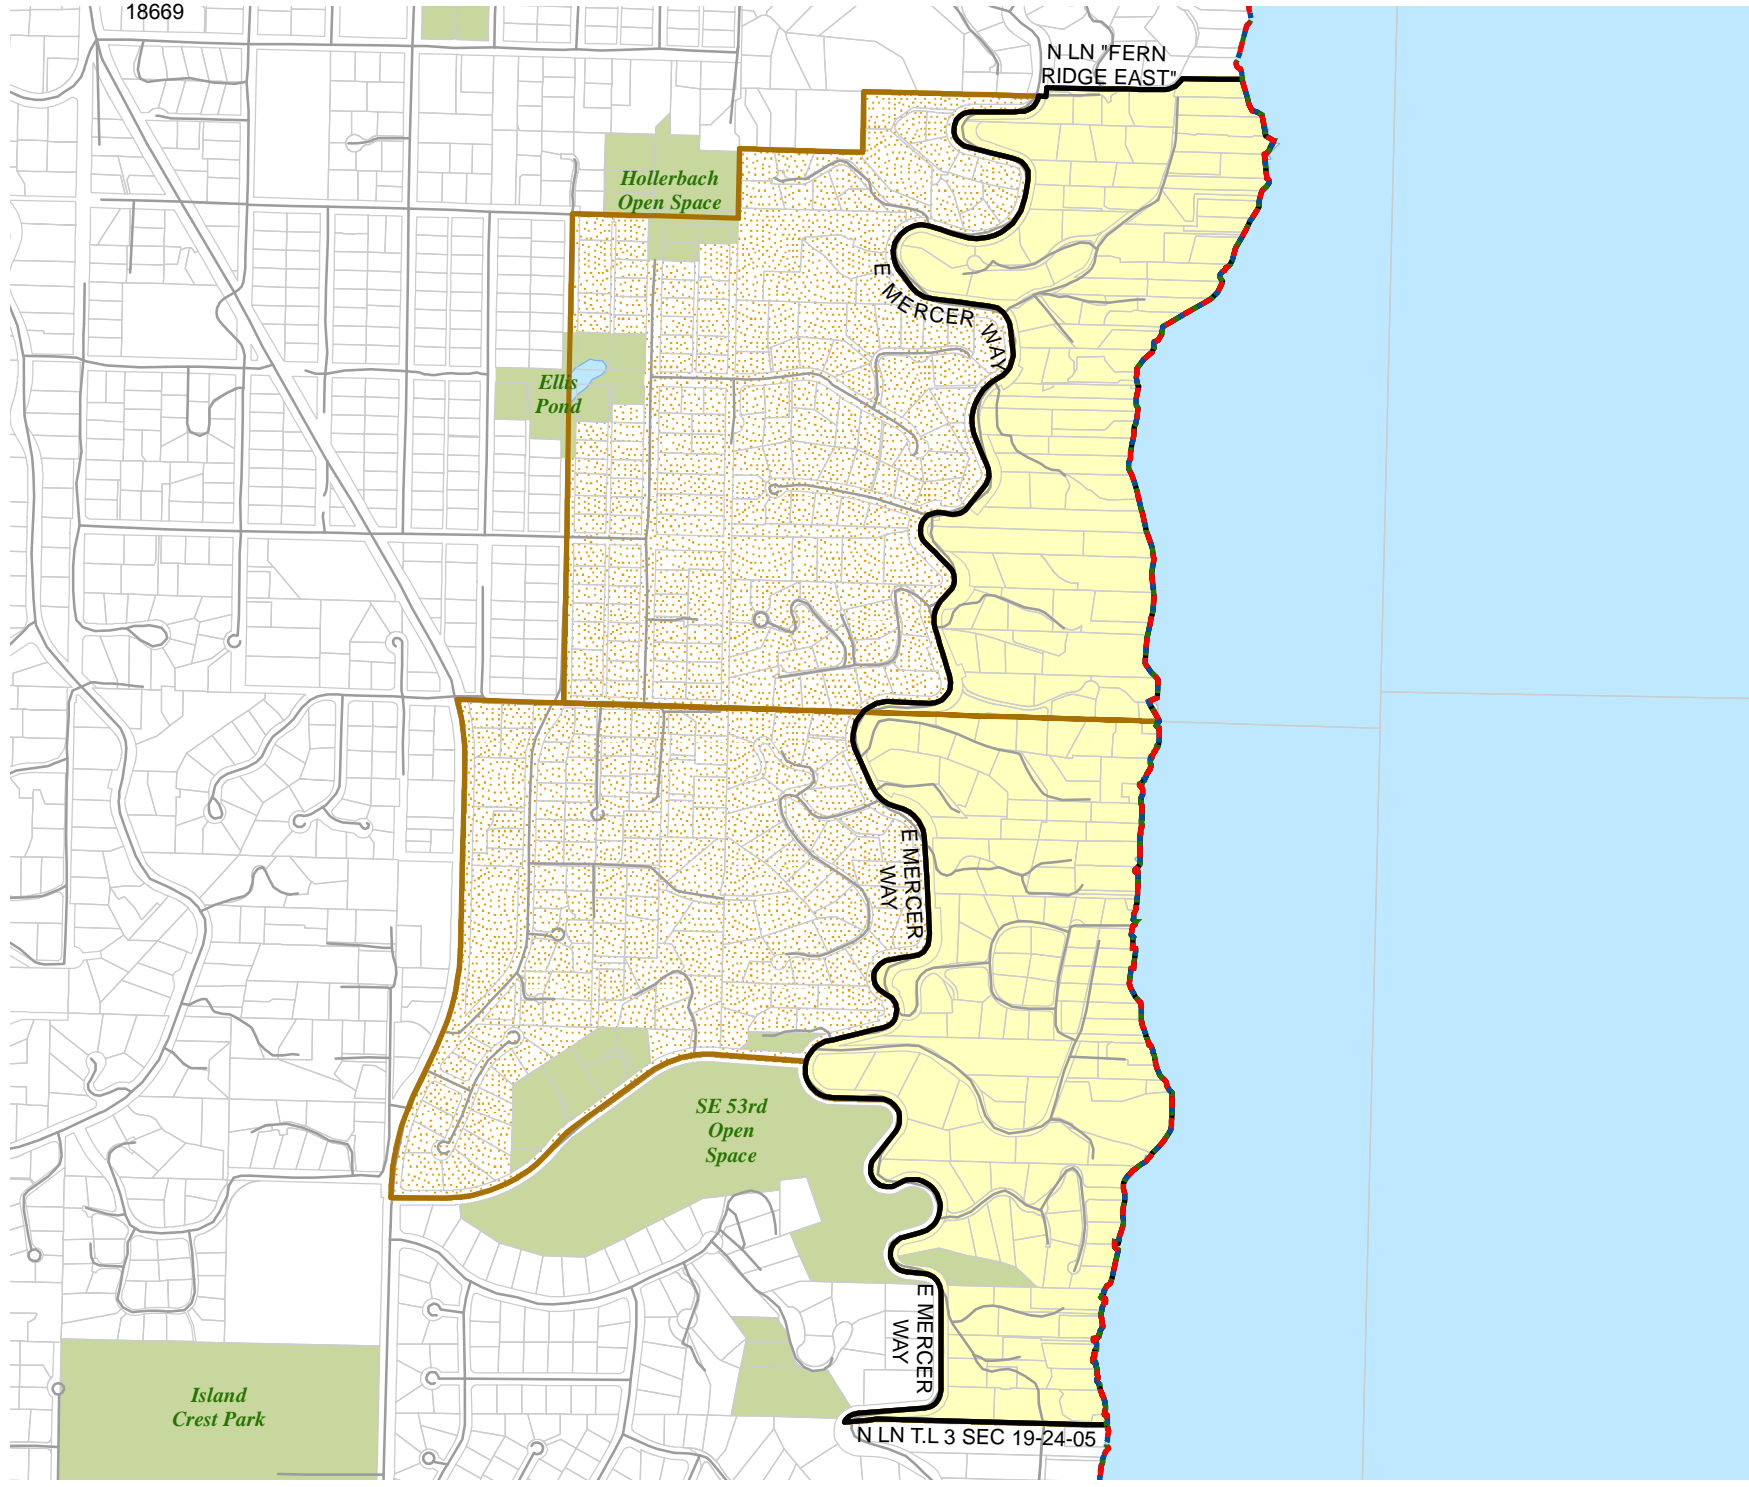 18669
N LN "FERN
RIDGE EAST"
Hollerbach
Open Space
E MERCER WAY
Ellis
Pond
E MERCER
WAY
SE 53rd
Open
Space
E MERCER
WAY
Island
Crest Park
N LN T.L 3 SEC 19-24-05